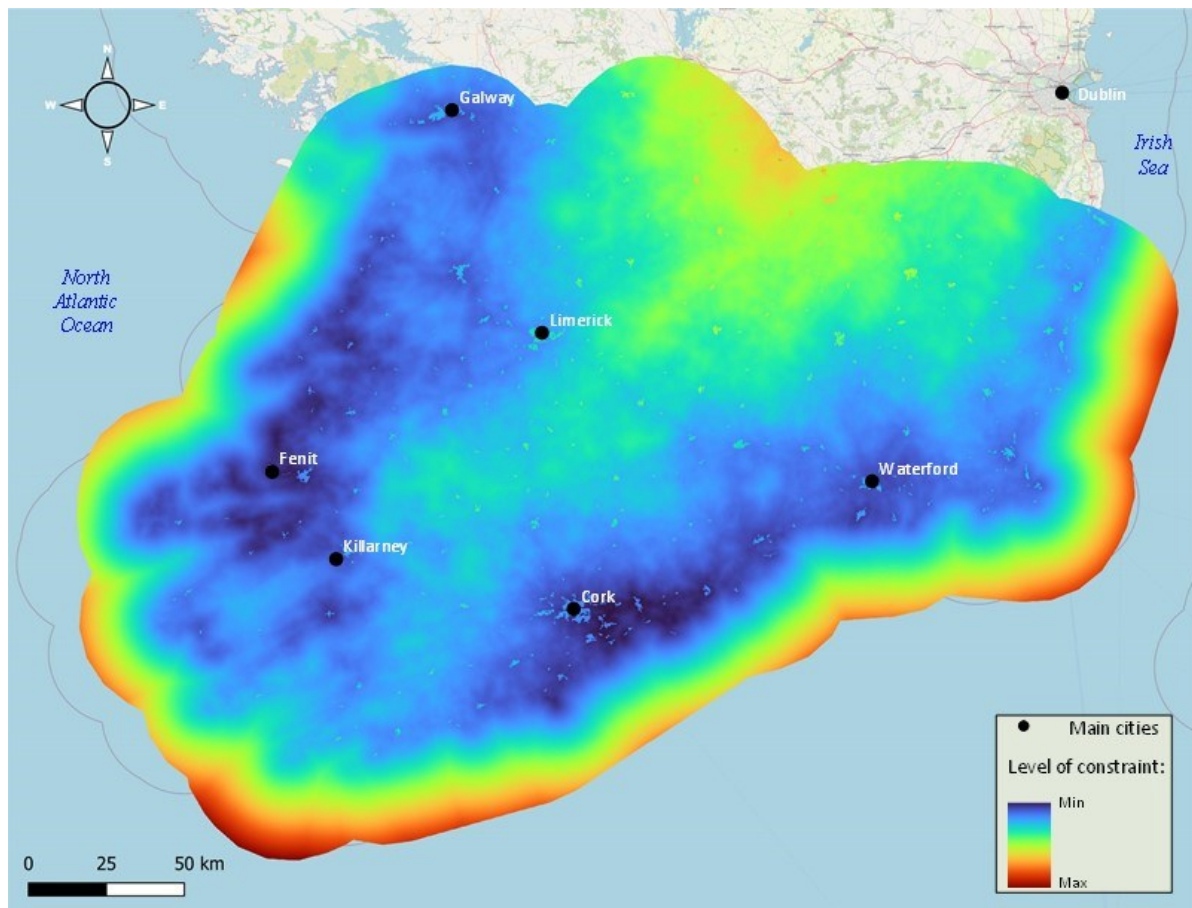 N
W
E
S
Galway
Dublin
Irish
Sea
North
Atlantic
Ocean
Limerick
Fenit
Waterford
Killarney
Cork
Main cities
Level of constraint:
Min
Max
0 25 50 km